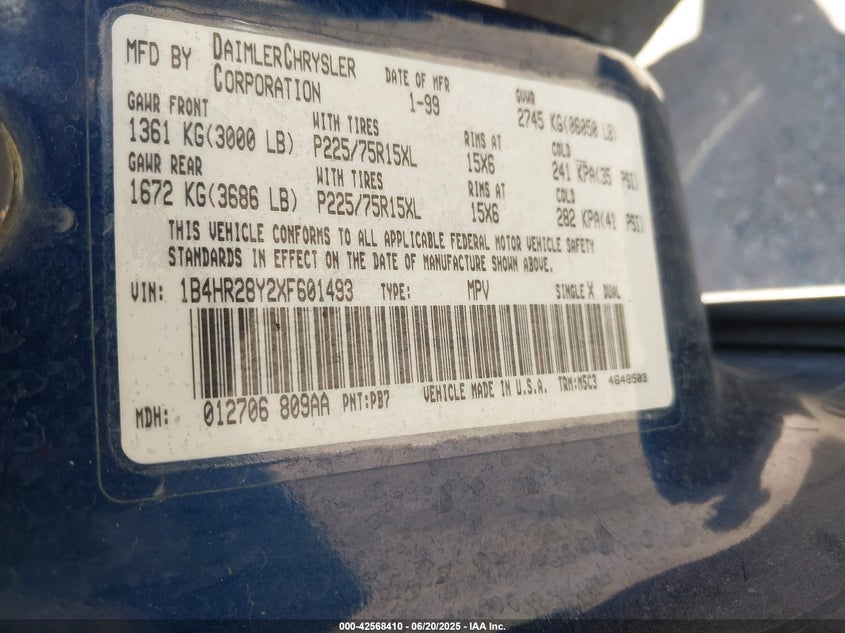 MFD BY DAIMLERCHRYSLER CORPORATION DATE OF MFR 1-99 GVWR 2745 KG(06050 LB)
GAWR FRONT WITH TIRES RIMS AT COLD
1361 KG(3000 LB) P225/75R15XL 15X6 241 KPA(35 PSI)
GAWR REAR WITH TIRES RIMS AT COLD
1672 KG(3686 LB) P225/75R15XL 15X6 282 KPA(41 PSI)
THIS VEHICLE CONFORMS TO ALL APPLICABLE FEDERAL MOTOR VEHICLE SAFETY
STANDARDS IN EFFECT ON THE DATE OF MANUFACTURE SHOWN ABOVE.
VIN: 1B4HR28Y2XF601493 TYPE: MPV SINGLE X DUAL
MDH: 012706 809AA PNT:PB7 VEHICLE MADE IN U.S.A. TRM:M5C3 4648503
000-42568410 - 06/20/2025 - IAA Inc.